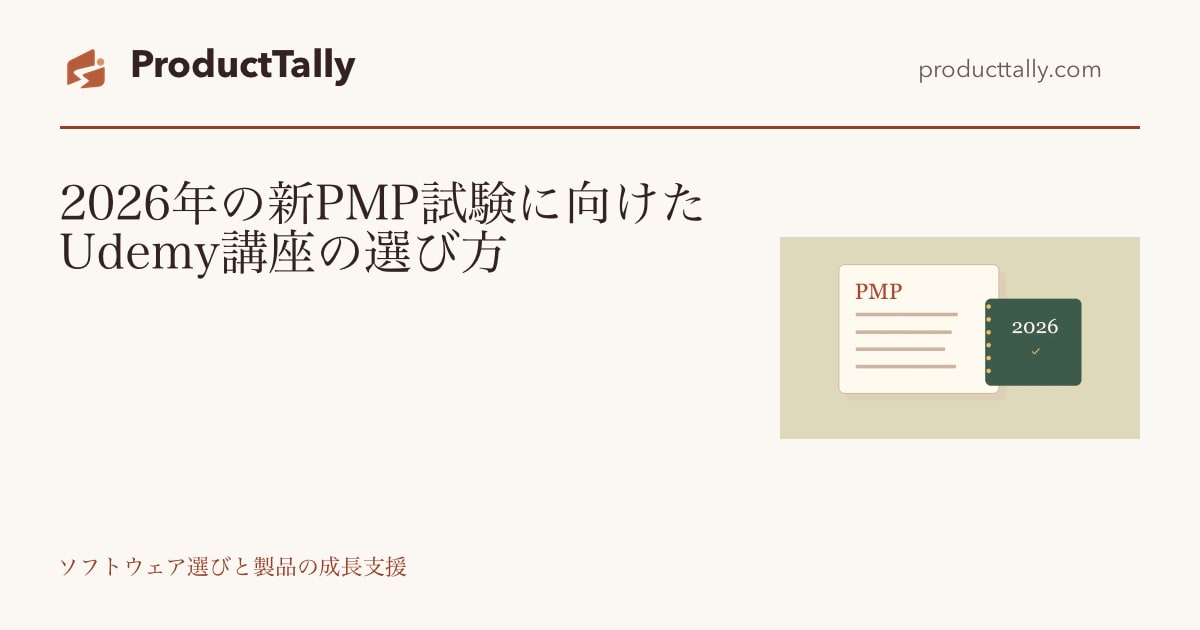 ProductTally
producttally.com
2026年の新PMP試験に向けた
Udemy講座の選び方
PMP
2026
ソフトウェア選びと製品の成長支援